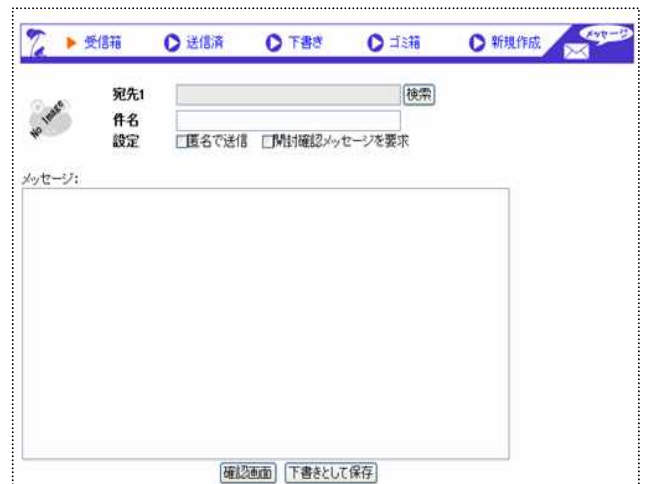 受信箱 送信済 下書き ゴミ箱 新規作成 メッセージ
No Image
宛先1 検索
件名
設定 匿名で送信 開封確認メッセージを要求
メッセージ:
確認画面 下書きとして保存